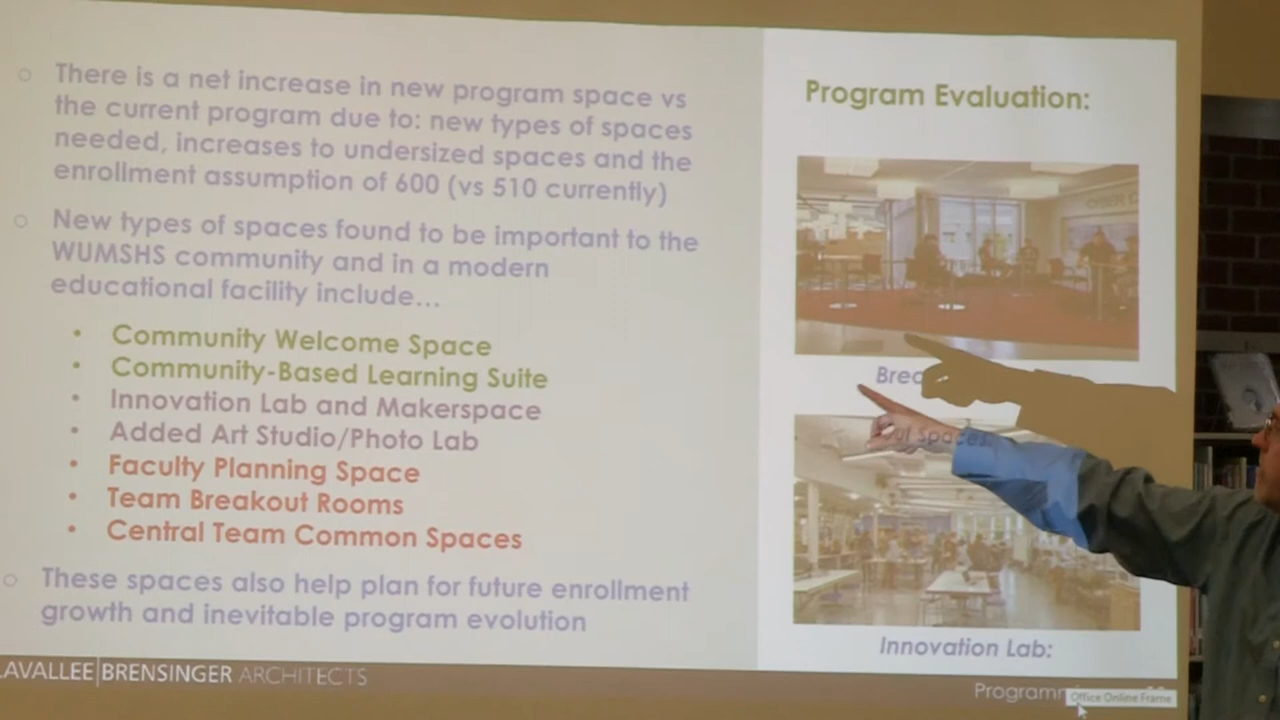 There is a net increase in new program space vs
the current program due to: new types of spaces
needed, increases to undersized spaces and the
enrollment assumption of 600 (vs 510 currently)
New types of spaces found to be important to the
WUMSHS community and in a modern
educational facility include...
• Community Welcome Space
• Community-Based Learning Suite
• Innovation Lab and Makerspace
• Added Art Studio/Photo Lab
• Faculty Planning Space
• Team Breakout Rooms
• Central Team Common Spaces
These spaces also help plan for future enrollment
growth and inevitable program evolution
LAVALLEE|BRENSINGER ARCHITECTS
Program Evaluation:
Spaces:
Innovation Lab:
Office Online Frame